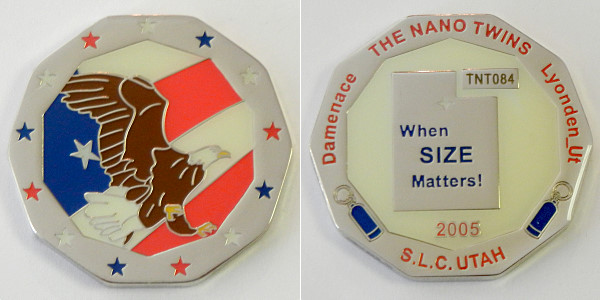 THE NANO TWINS
Damenace
Lyonden_Ut
TNT084
When
SIZE
Matters!
2005
S.L.C. UTAH